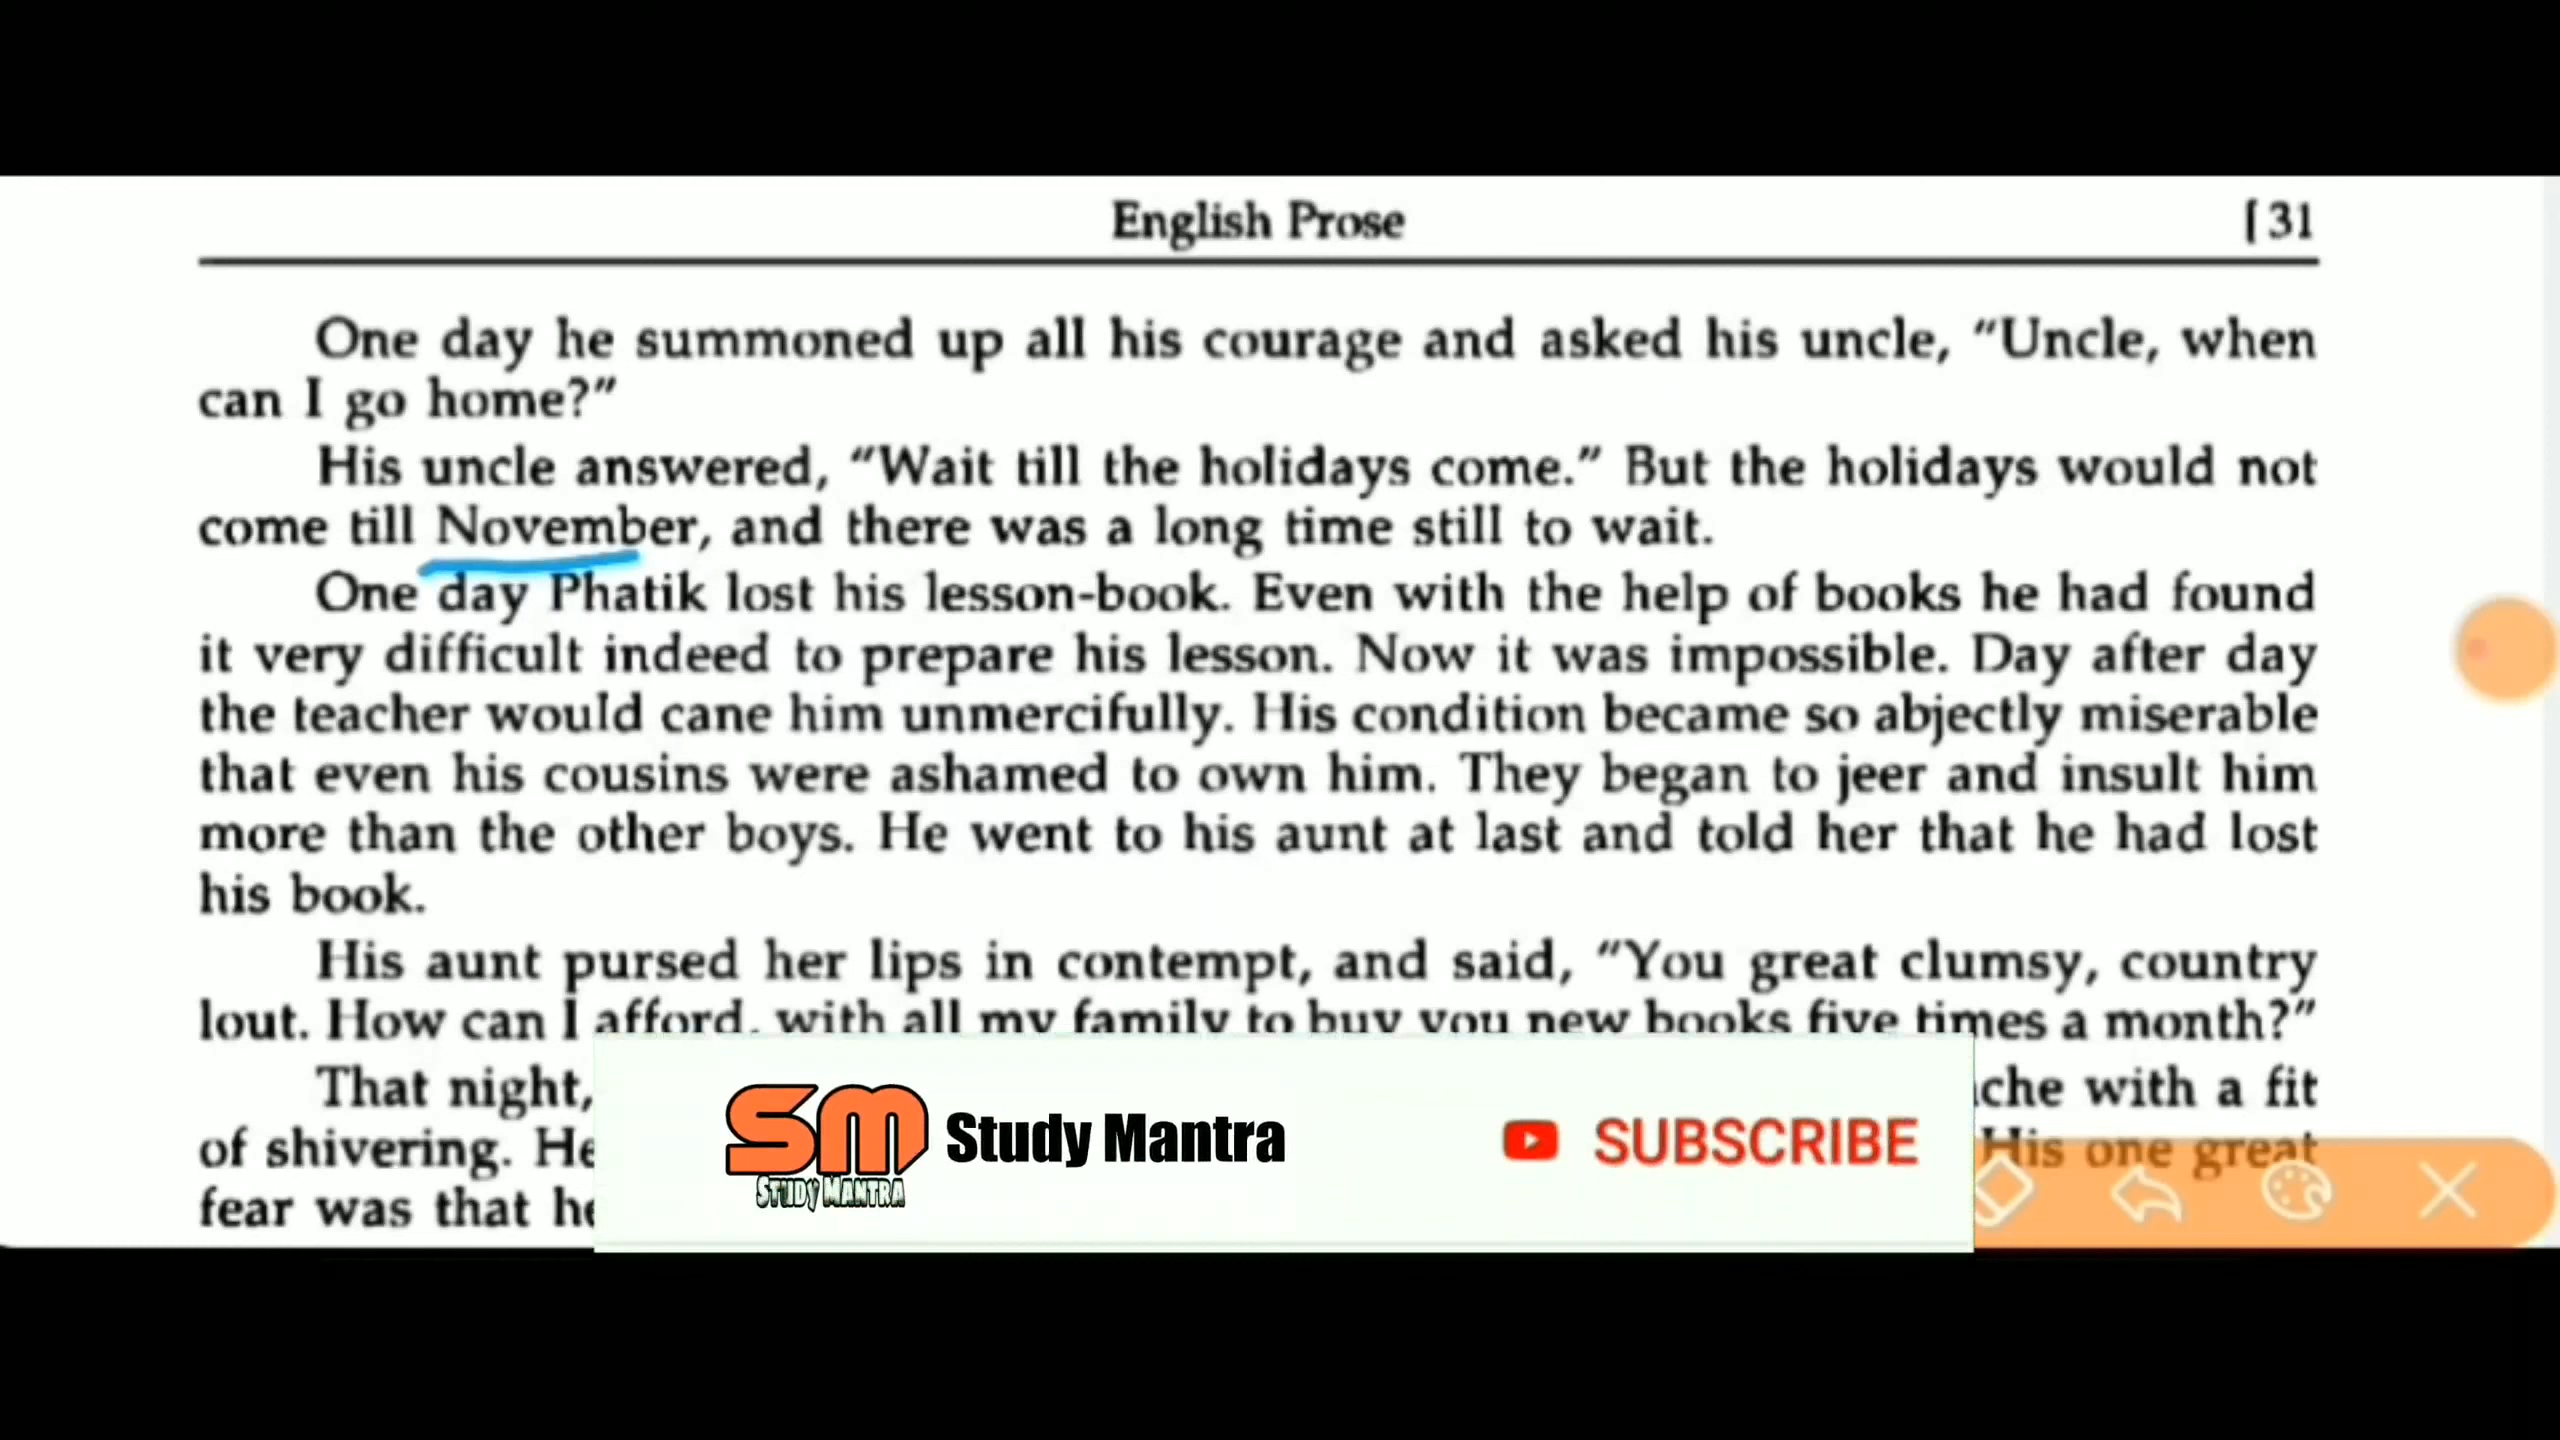 English Prose [ 31
One day he summoned up all his courage and asked his uncle, “Uncle, when
can I go home?”
His uncle answered, “Wait till the holidays come.” But the holidays would not
come till November, and there was a long time still to wait.
One day Phatik lost his lesson-book. Even with the help of books he had found
it very difficult indeed to prepare his lesson. Now it was impossible. Day after day
the teacher would cane him unmercifully. His condition became so abjectly miserable
that even his cousins were ashamed to own him. They began to jeer and insult him
more than the other boys. He went to his aunt at last and told her that he had lost
his book.
His aunt pursed her lips in contempt, and said, “You great clumsy, country
lout. How can I afford, with all my family to buy you new books five times a month?”
That night, with a fit
of shivering. He His one great
fear was that he
SM Study Mantra SUBSCRIBE
STUDY MANTRA